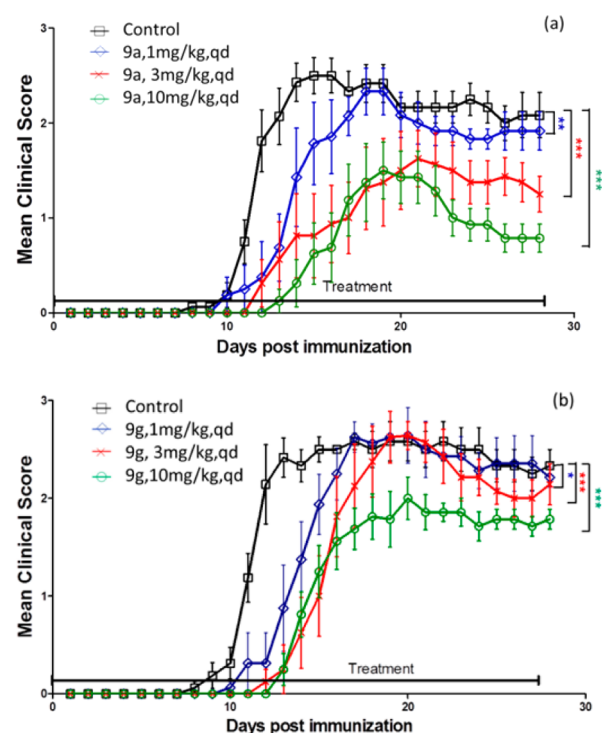 (a)
Control
9a,1mg/kg,qd
9a, 3mg/kg,qd
9a,10mg/kg,qd
Mean Clinical Score
3
2
1
0
**
***
***
Treatment
0
10
20
30
Days post immunization
(b)
Control
9g,1mg/kg,qd
9g, 3mg/kg,qd
9g,10mg/kg,qd
Mean Clinical Score
3
2
1
0
*
***
***
Treatment
0
10
20
30
Days post immunization